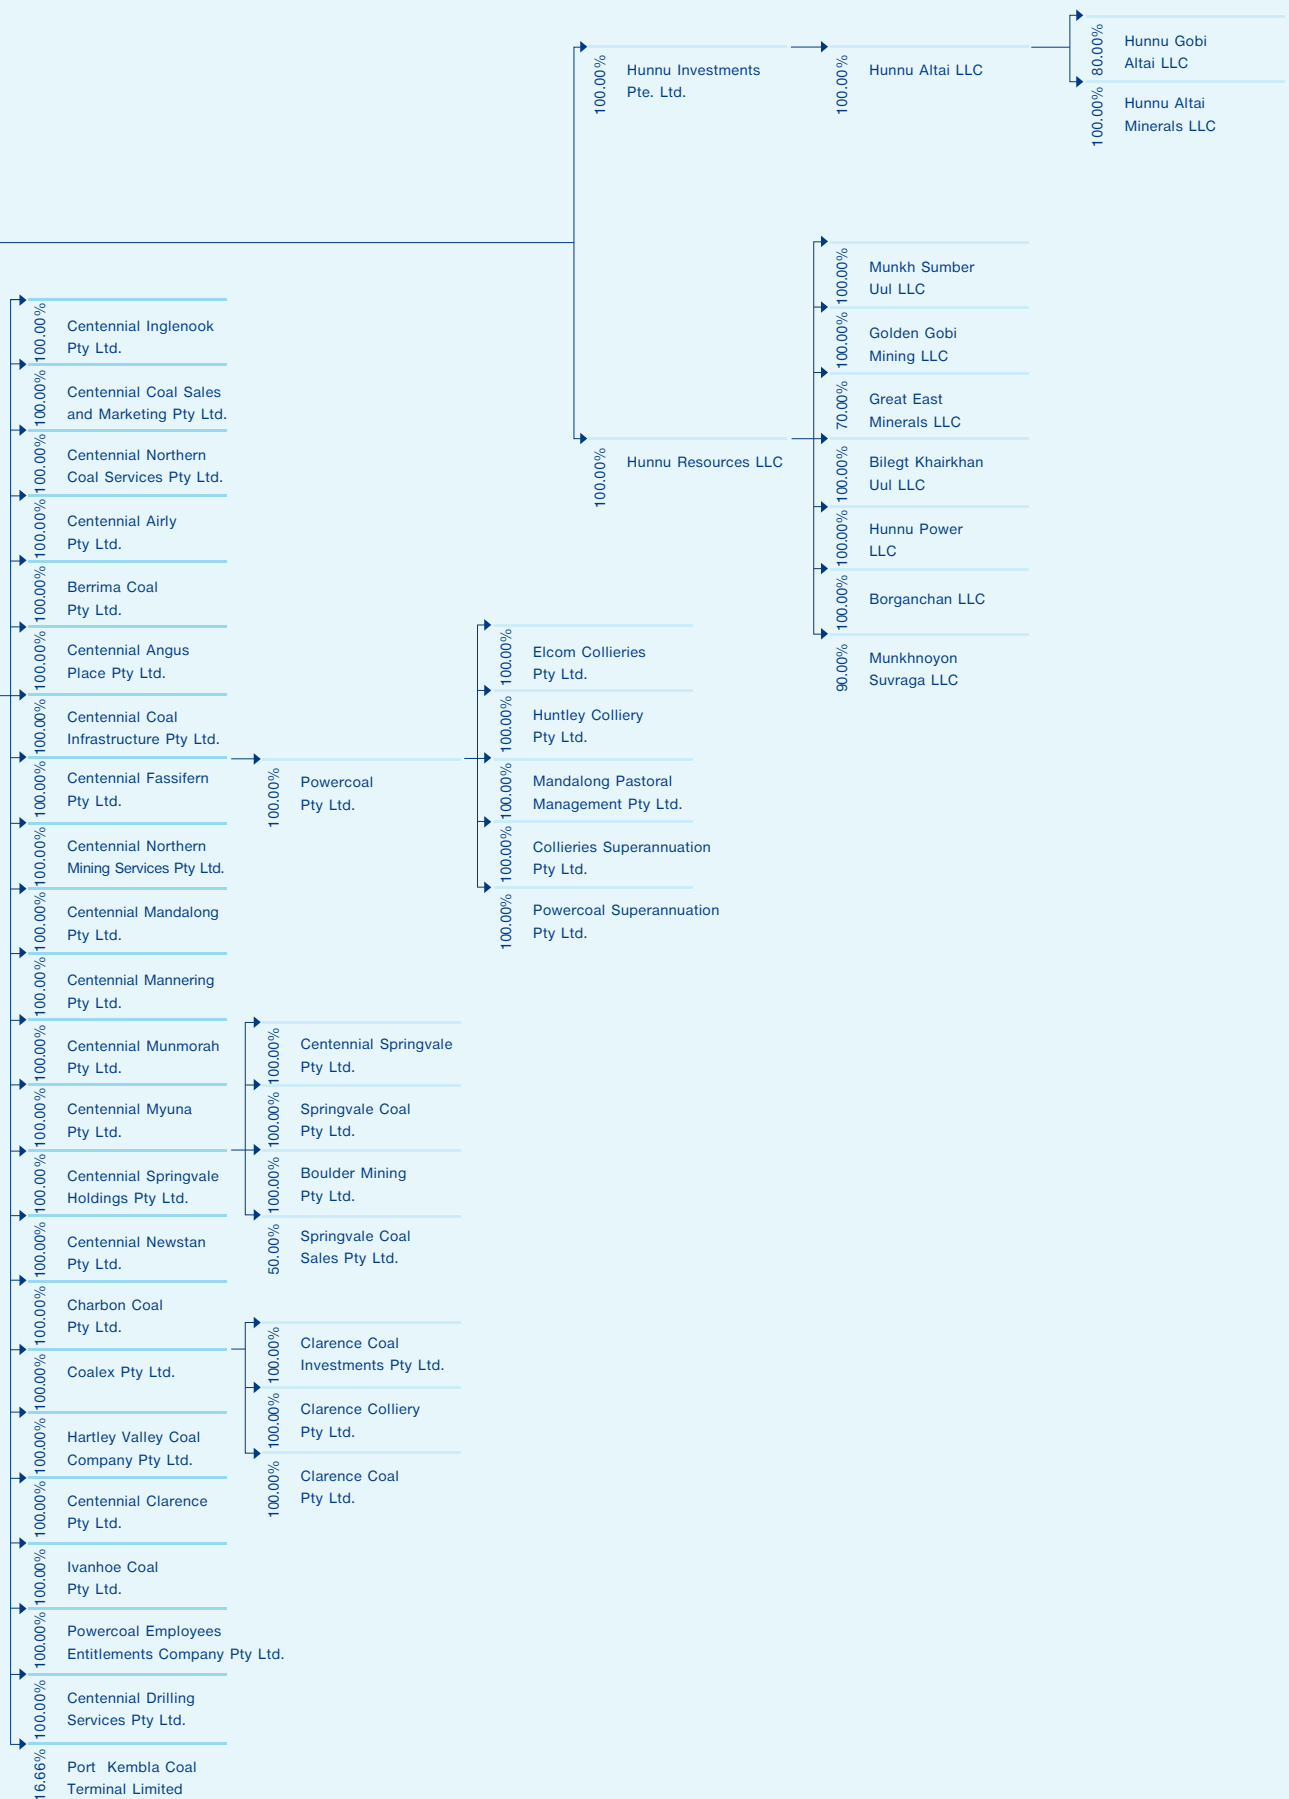 100.00%
Hunnu Investments
Pte. Ltd.
100.00%
Hunnu Altai LLC
80.00%
Hunnu Gobi
Altai LLC
100.00%
Hunnu Altai
Minerals LLC
100.00%
Hunnu Resources LLC
100.00%
Munkh Sumber
Uul LLC
100.00%
Golden Gobi
Mining LLC
70.00%
Great East
Minerals LLC
100.00%
Bilegt Khairkhan
Uul LLC
100.00%
Hunnu Power
LLC
100.00%
Borganchan LLC
90.00%
Munkhnoyon
Suvraga LLC
100.00%
Centennial Inglenook
Pty Ltd.
100.00%
Centennial Coal Sales
and Marketing Pty Ltd.
100.00%
Centennial Northern
Coal Services Pty Ltd.
100.00%
Centennial Airly
Pty Ltd.
100.00%
Berrima Coal
Pty Ltd.
100.00%
Centennial Angus
Place Pty Ltd.
100.00%
Centennial Coal
Infrastructure Pty Ltd.
100.00%
Centennial Fassifern
Pty Ltd.
100.00%
Centennial Northern
Mining Services Pty Ltd.
100.00%
Centennial Mandalong
Pty Ltd.
100.00%
Centennial Mannering
Pty Ltd.
100.00%
Centennial Munmorah
Pty Ltd.
100.00%
Centennial Myuna
Pty Ltd.
100.00%
Centennial Springvale
Holdings Pty Ltd.
100.00%
Centennial Newstan
Pty Ltd.
100.00%
Charbon Coal
Pty Ltd.
100.00%
Coalex Pty Ltd.
100.00%
Hartley Valley Coal
Company Pty Ltd.
100.00%
Centennial Clarence
Pty Ltd.
100.00%
Ivanhoe Coal
Pty Ltd.
100.00%
Powercoal Employees
Entitlements Company Pty Ltd.
100.00%
Centennial Drilling
Services Pty Ltd.
16.66%
Port Kembla Coal
Terminal Limited
100.00%
Powercoal
Pty Ltd.
100.00%
Elcom Collieries
Pty Ltd.
100.00%
Huntley Colliery
Pty Ltd.
100.00%
Mandalong Pastoral
Management Pty Ltd.
100.00%
Collieries Superannuation
Pty Ltd.
100.00%
Powercoal Superannuation
Pty Ltd.
100.00%
Centennial Springvale
Pty Ltd.
100.00%
Springvale Coal
Pty Ltd.
100.00%
Boulder Mining
Pty Ltd.
50.00%
Springvale Coal
Sales Pty Ltd.
100.00%
Clarence Coal
Investments Pty Ltd.
100.00%
Clarence Colliery
Pty Ltd.
100.00%
Clarence Coal
Pty Ltd.